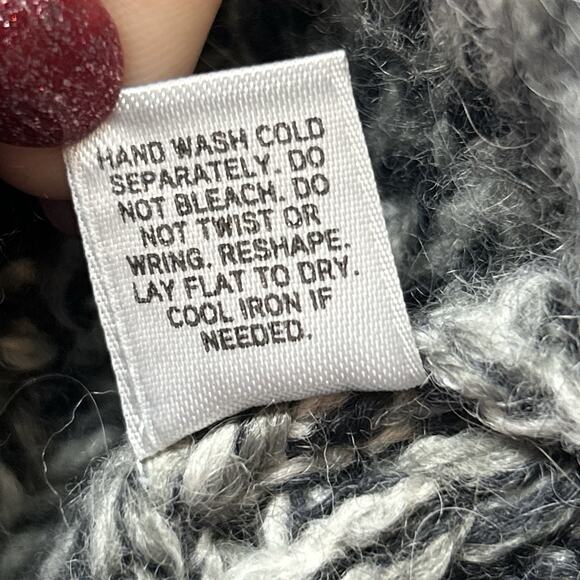 HAND WASH COLD
SEPARATELY. DO
NOT BLEACH. DO
NOT TWIST OR
WRING. RESHAPE.
LAY FLAT TO DRY.
COOL IRON IF
NEEDED.